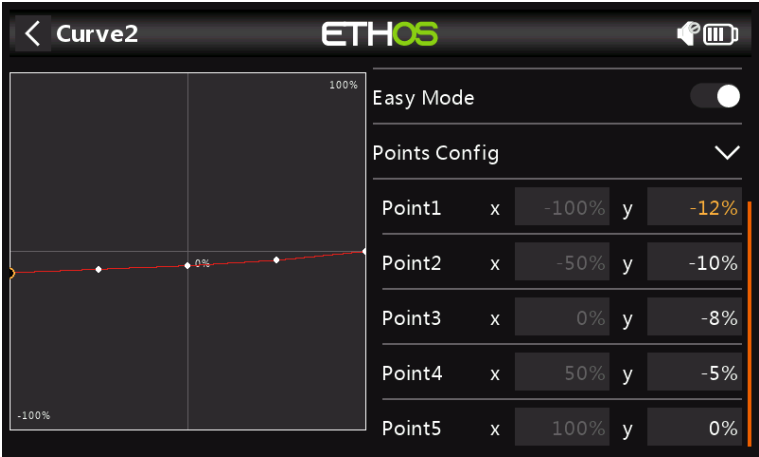 Curve2 ETHOS
100%
0%
-100%
Easy Mode
Points Config
Point1 x -100% y -12%
Point2 x -50% y -10%
Point3 x 0% y -8%
Point4 x 50% y -5%
Point5 x 100% y 0%